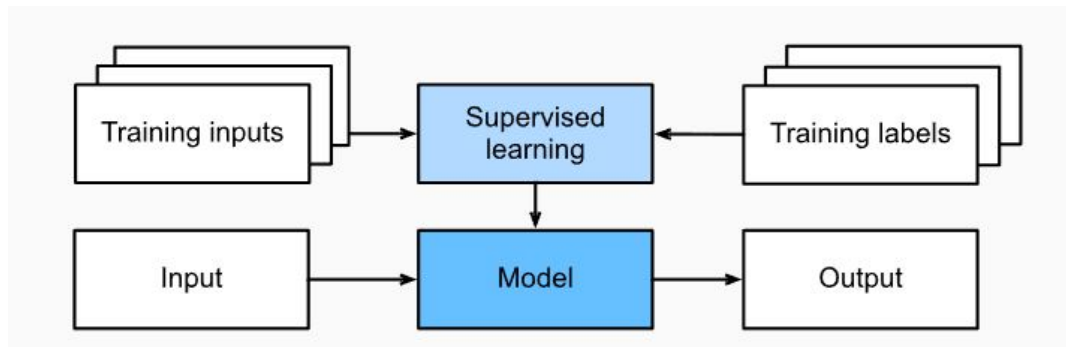 Training inputs
Supervised
learning
Training labels
Input
Model
Output